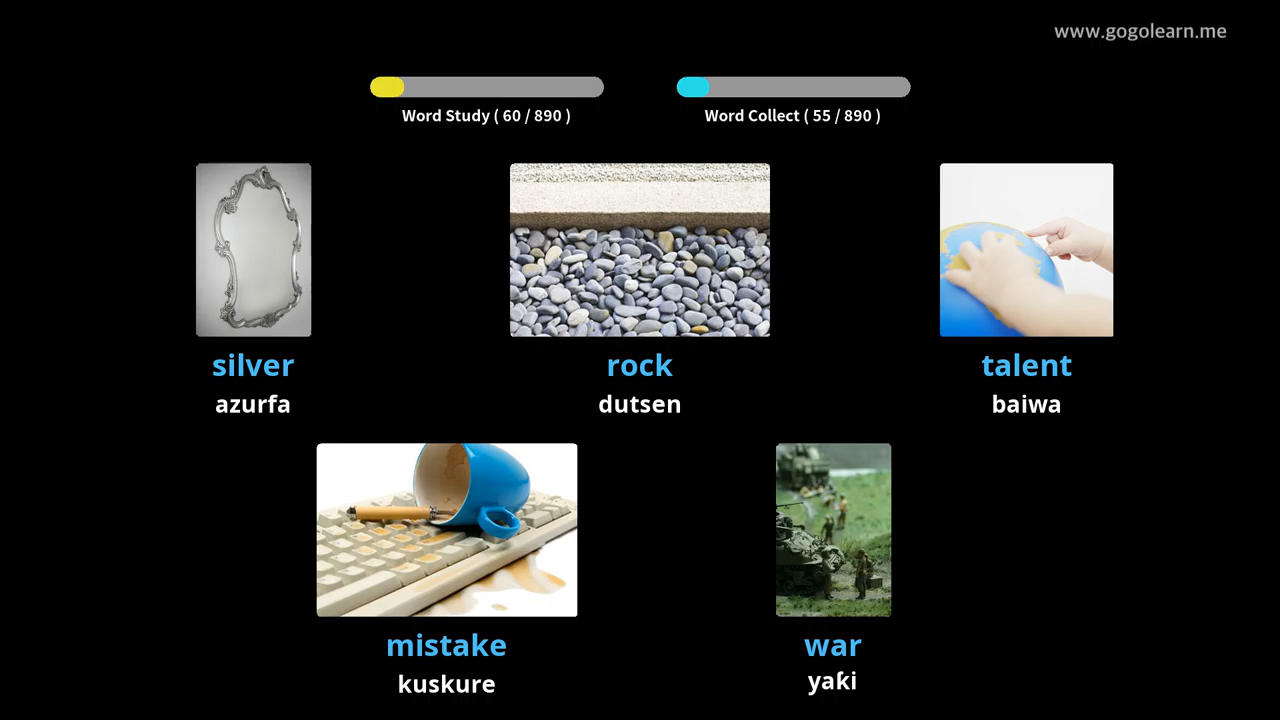 www.gogolearn.me
Word Study ( 60 / 890 )
Word Collect ( 55 / 890 )
silver
azurfa
rock
dutsen
talent
baiwa
mistake
kuskure
war
yaƙi